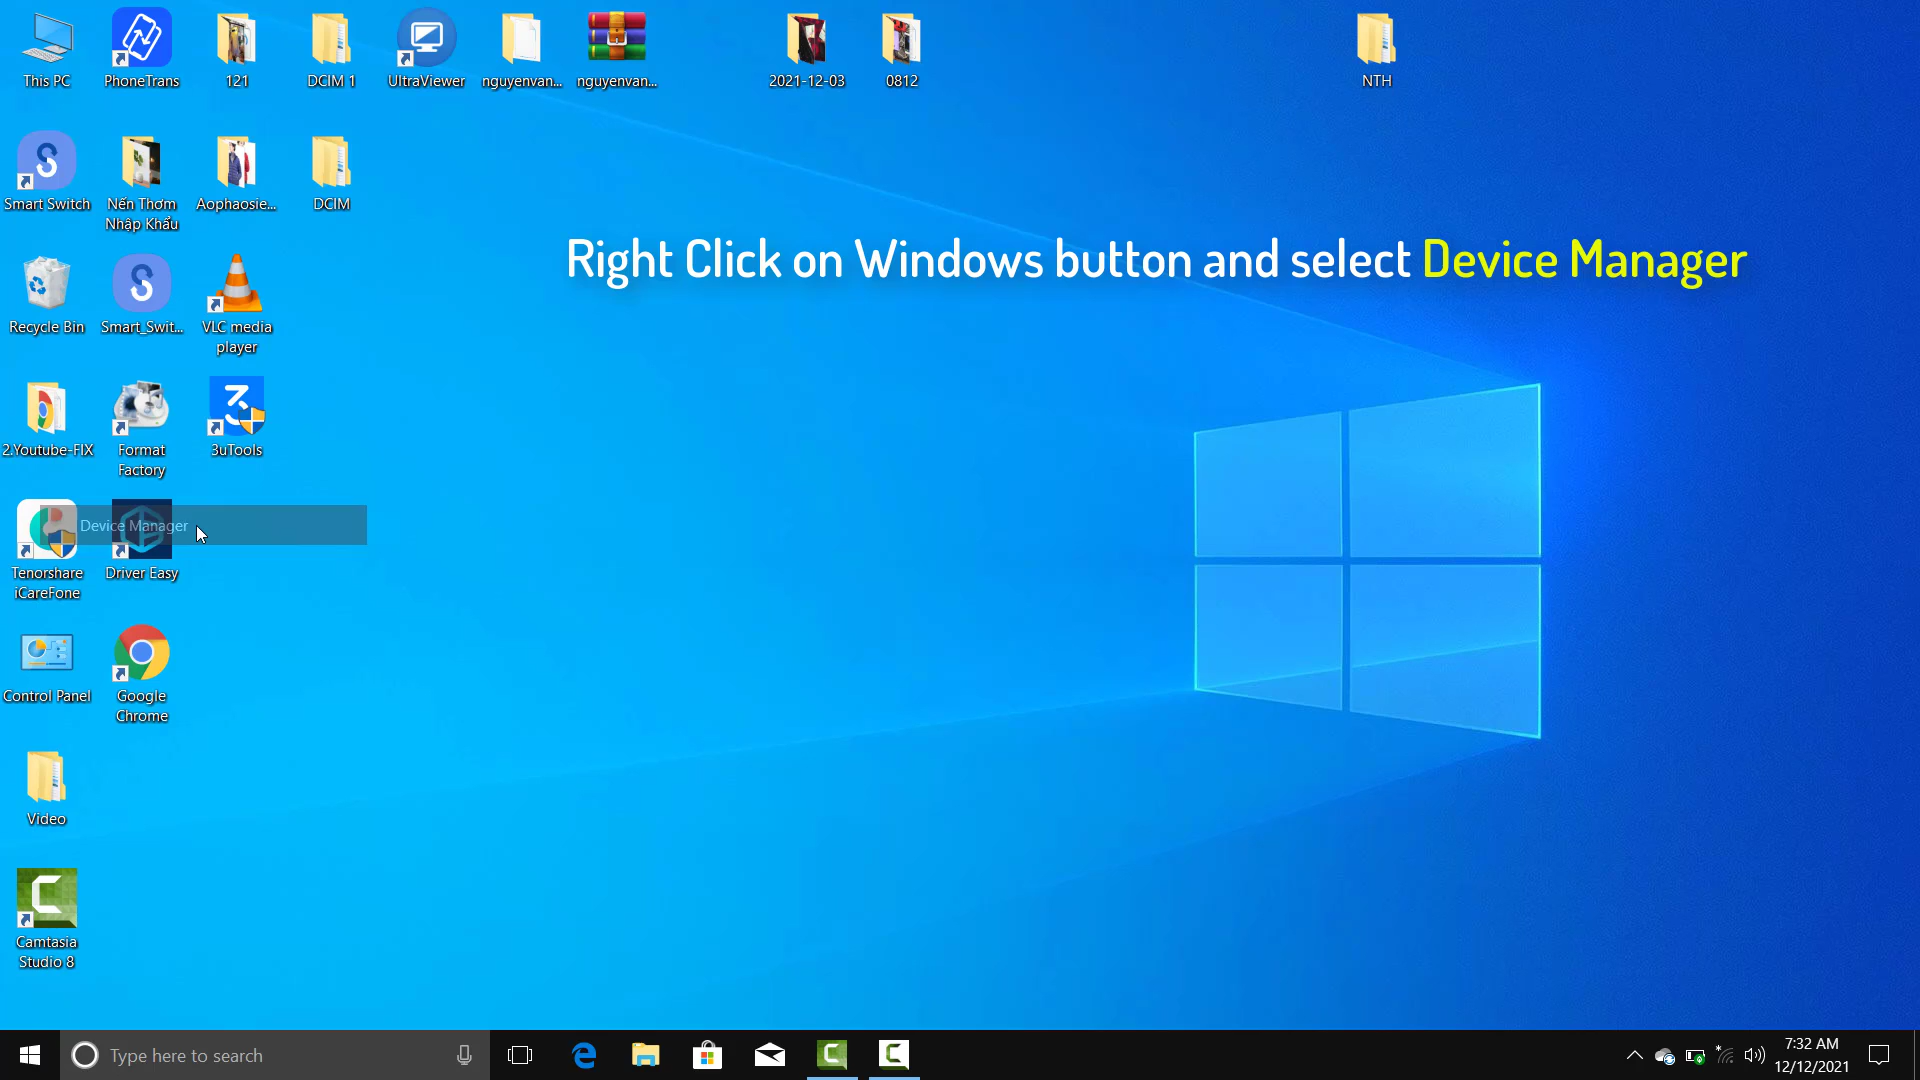 This PC
PhoneTrans
121
DCIM 1
UltraViewer
nguyenvan...
nguyenvan...
2021-12-03
0812
NTH
Smart Switch
Nến Thơm
Nhập Khẩu
Aophaosie...
DCIM
Right Click on Windows button and select Device Manager
Recycle Bin
Smart_Swit...
VLC media
player
2.Youtube-FIX
Format
Factory
3uTools
Device Manager
Tenorshare
iCareFone
Driver Easy
Control Panel
Google
Chrome
Video
Camtasia
Studio 8
Type here to search
7:32 AM
12/12/2021